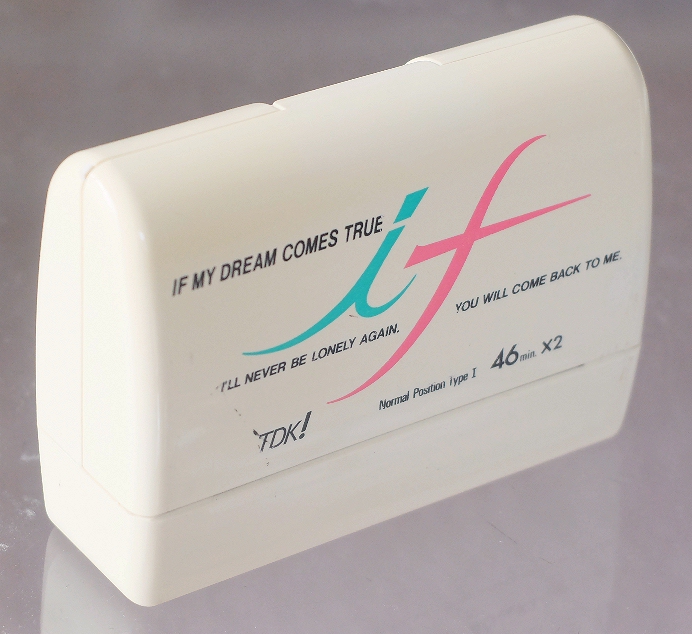 IF MY DREAM COMES TRUE
if
I'LL NEVER BE LONELY AGAIN.
YOU WILL COME BACK TO ME.
Normal Position Type I 46min. X2
TDK!